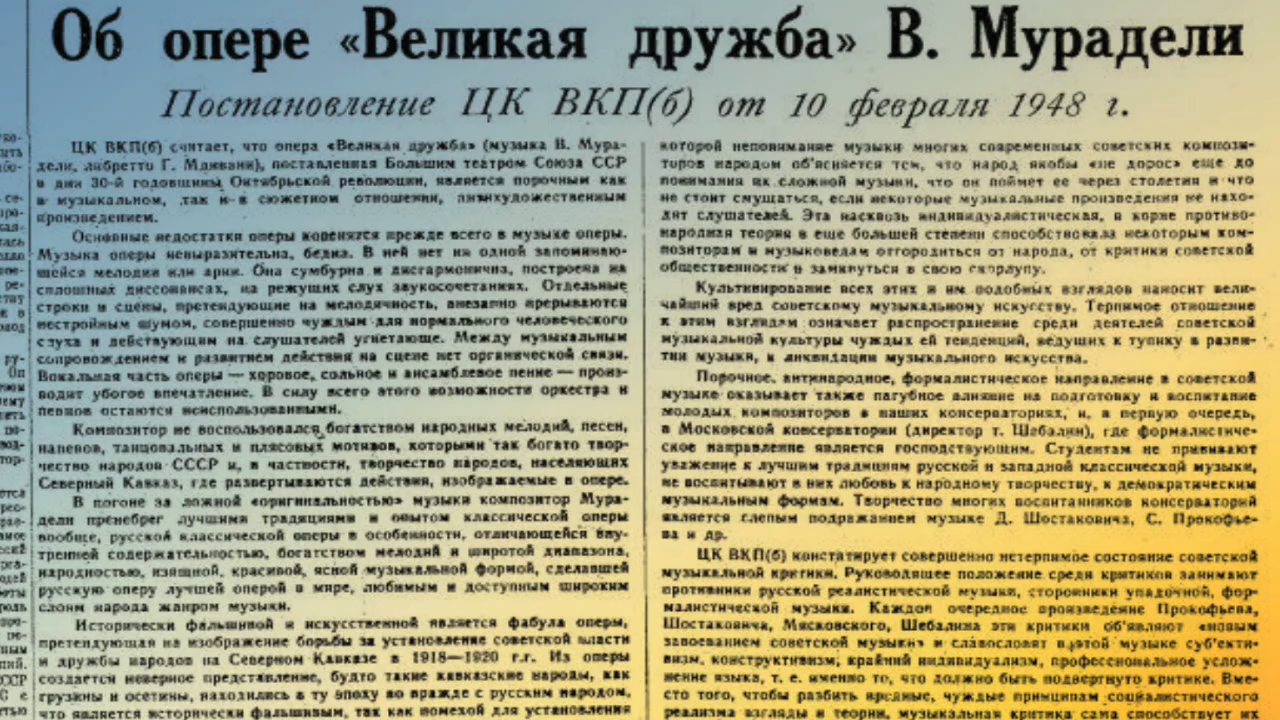 Об опере «Великая дружба» В. Мурадели
Постановление ЦК ВКП(б) от 10 февраля 1948 г.
ЦК ВКП(б) считает, что опера «Великая дружба» (музыка В. Мура-
дели, либретто Г. Мдивани), поставленная Большим театром Союза ССР
в дни 30-й годовщины Октябрьской революции, является порочным как
в музыкальном, так и в сюжетном отношении, антихудожественным
произведением.
Основные недостатки оперы коренятся прежде всего в музыке оперы.
Музыка оперы невыразительна, бедна. В ней нет ни одной запоминаю-
щейся мелодии или арии. Она сумбурна и дисгармонична, построена на
сплошных диссонансах, на режущих слух звукосочетаниях. Отдельные
строки и сцены, претендующие на мелодичность, внезапно прерываются
нестройным шумом, совершенно чуждым для нормального человеческого
слуха и действующим на слушателей угнетающе. Между музыкальным
сопровождением и развитием действия на сцене нет органической связи.
Вокальная часть оперы — хоровое, сольное и ансамблевое пение — произ-
водит убогое впечатление. В силу всего этого возможности оркестра и
певцов остаются неиспользованными.
Композитор не воспользовался богатством народных мелодий, песен,
напевов, танцовальных и плясовых мотивов, которыми так богато твор-
чество народов СССР и, в частности, творчество народов, населяющих
Северный Кавказ, где развертываются действия, изображаемые в опере.
В погоне за ложной «оригинальностью» музыки композитор Мура-
дели пренебрег лучшими традициями и опытом классической оперы
вообще, русской классической оперы в особенности, отличающейся вну-
тренней содержательностью, богатством мелодий и широтой диапазона,
народностью, изящной, красивой, ясной музыкальной формой, сделавшей
русскую оперу лучшей оперой в мире, любимым и доступным широким
слоям народа жанром музыки.
Исторически фальшивой и искусственной является фабула оперы,
претендующая на изображение борьбы за установление советской власти
и дружбы народов на Северном Кавказе в 1918—1920 г.г. Из оперы
создается неверное представление, будто такие кавказские народы, как
грузины и осетины, находились в ту эпоху во вражде с русским народом,
что является исторически фальшивым, так как помехой для установления
которой непонимание музыки многих современных советских компози-
торов народом об'ясняется тем, что народ якобы «не дорос» еще до
понимания их сложной музыки, что он поймет ее через столетия и что
не стоит смущаться, если некоторые музыкальные произведения не нахо-
дят слушателей. Эта насквозь индивидуалистическая, в корне противо-
народная теория в еще большей степени способствовала некоторым ком-
позиторам и музыковедам отгородиться от народа, от критики советской
общественности и замкнуться в свою скорлупу.
Культивирование всех этих и им подобных взглядов наносит вели-
чайший вред советскому музыкальному искусству. Терпимое отношение
к этим взглядам означает распространение среди деятелей советской
музыкальной культуры чуждых ей тенденций, ведущих к тупику в разви-
тии музыки, к ликвидации музыкального искусства.
Порочное, антинародное, формалистическое направление в советской
музыке оказывает также пагубное влияние на подготовку и воспитание
молодых композиторов в наших консерваториях, и, в первую очередь,
в Московской консерватории (директор т. Шебалин), где формалистиче-
ское направление является господствующим. Студентам не прививают
уважение к лучшим традициям русской и западной классической музыки,
не воспитывают в них любовь к народному творчеству, к демократическим
музыкальным формам. Творчество многих воспитанников консерваторий
является слепым подражанием музыке Д. Шостаковича, С. Прокофье-
ва и др.
ЦК ВКП(б) констатирует совершенно нетерпимое состояние советской
музыкальной критики. Руководящее положение среди критиков занимают
противники русской реалистической музыки, сторонники упадочной, фор-
малистической музыки. Каждое очередное произведение Прокофьева,
Шостаковича, Мясковского, Шебалина эти критики об'являют «новым
завоеванием советской музыки» и славословят в этой музыке суб'екти-
визм, конструктивизм, крайний индивидуализм, профессиональное услож-
нение языка, т. е. именно то, что должно быть подвергнуто критике. Вме-
сто того, чтобы разбить вредные, чуждые принципам социалистического
реализма взгляды и теории, музыкальная критика сама способствует их